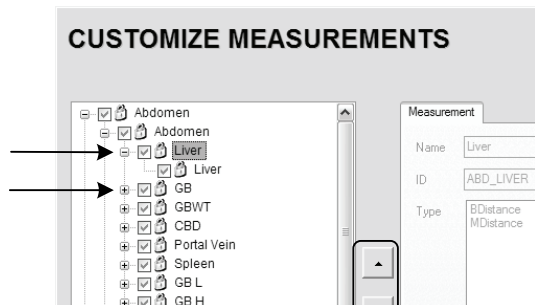 CUSTOMIZE MEASUREMENTS
Abdomen
Abdomen
Liver
Liver
GB
GBWT
CBD
Portal Vein
Spleen
GB L
GB H
Measurement
Name Liver
ID ABD_LIVER
Type BDistance
MDistance